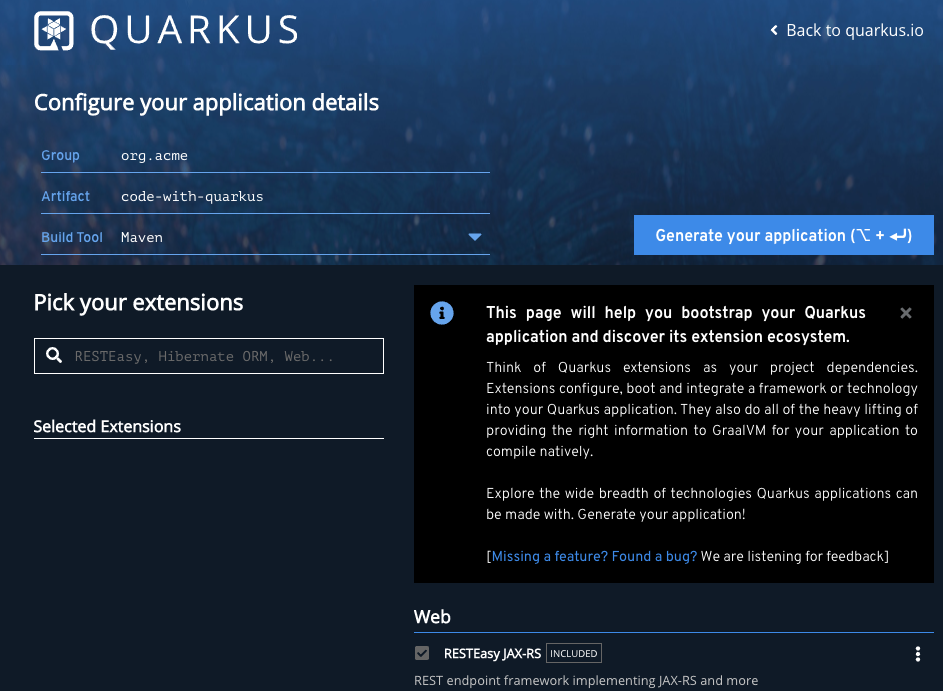 QUARKUS
Back to quarkus.io
Configure your application details
Group org.acme
Artifact code-with-quarkus
Build Tool Maven
Generate your application (⌥ + ↵)
Pick your extensions
RESTEasy, Hibernate ORM, Web...
Selected Extensions
This page will help you bootstrap your Quarkus
application and discover its extension ecosystem.
Think of Quarkus extensions as your project dependencies.
Extensions configure, boot and integrate a framework or technology
into your Quarkus application. They also do all of the heavy lifting of
providing the right information to GraalVM for your application to
compile natively.
Explore the wide breadth of technologies Quarkus applications can
be made with. Generate your application!
[Missing a feature? Found a bug? We are listening for feedback]
Web
RESTEasy JAX-RS INCLUDED
REST endpoint framework implementing JAX-RS and more